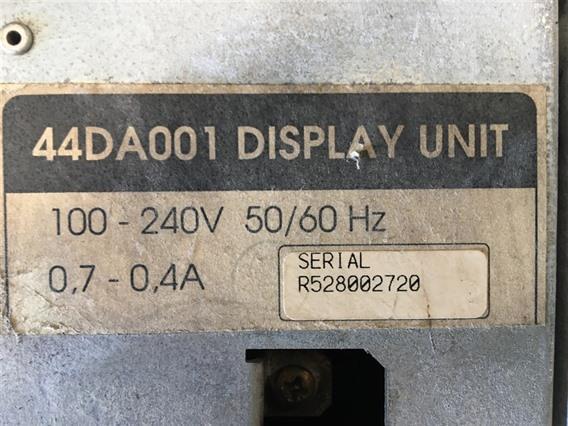 44DA001 DISPLAY UNIT
100 - 240V 50/60 Hz
0,7 - 0,4A
SERIAL
R528002720